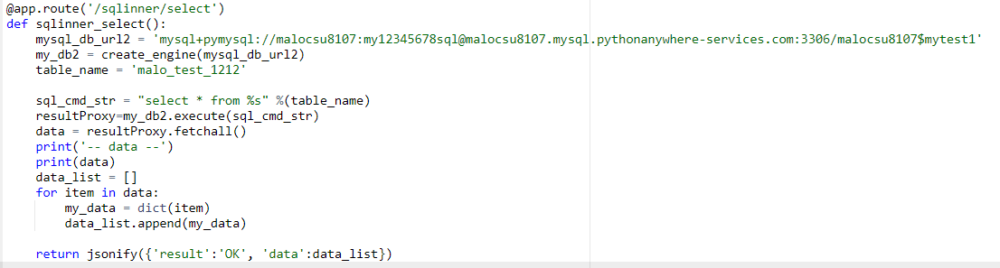 @app.route('/sqlinner/select')
def sqlinner_select():
    mysql_db_url2 = 'mysql+pymysql://malocsu8107:my12345678sql@malocsu8107.mysql.pythonanywhere-services.com:3306/malocsu8107$mytest1'
    my_db2 = create_engine(mysql_db_url2)
    table_name = 'malo_test_1212'

    sql_cmd_str = "select * from %s" %(table_name)
    resultProxy=my_db2.execute(sql_cmd_str)
    data = resultProxy.fetchall()
    print('-- data --')
    print(data)
    data_list = []
    for item in data:
        my_data = dict(item)
        data_list.append(my_data)

    return jsonify({'result':'OK', 'data':data_list})